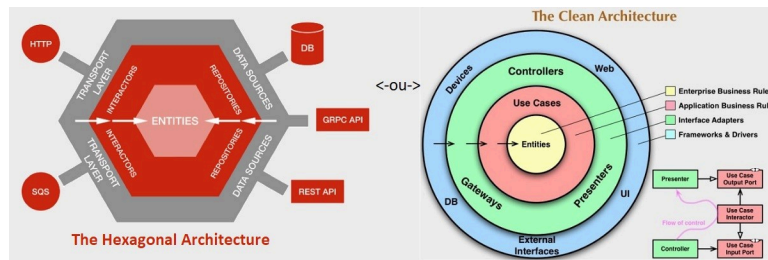 HTTP
SQS
TRANSPORT LAYER
TRANSPORT LAYER
INTERACTORS
INTERACTORS
ENTITIES
REPOSITORIES
REPOSITORIES
DATA SOURCES
DATA SOURCES
DB
GRPC API
REST API
The Hexagonal Architecture
<-ou->
The Clean Architecture
Devices
Web
Controllers
Use Cases
Entities
Gateways
Presenters
DB
UI
External
Interfaces
Enterprise Business Rule
Application Business Rul
Interface Adapters
Frameworks & Drivers
Presenter
Use Case
Output Port
Flow of control
Use Case
Interactor
Controller
Use Case
Input Port